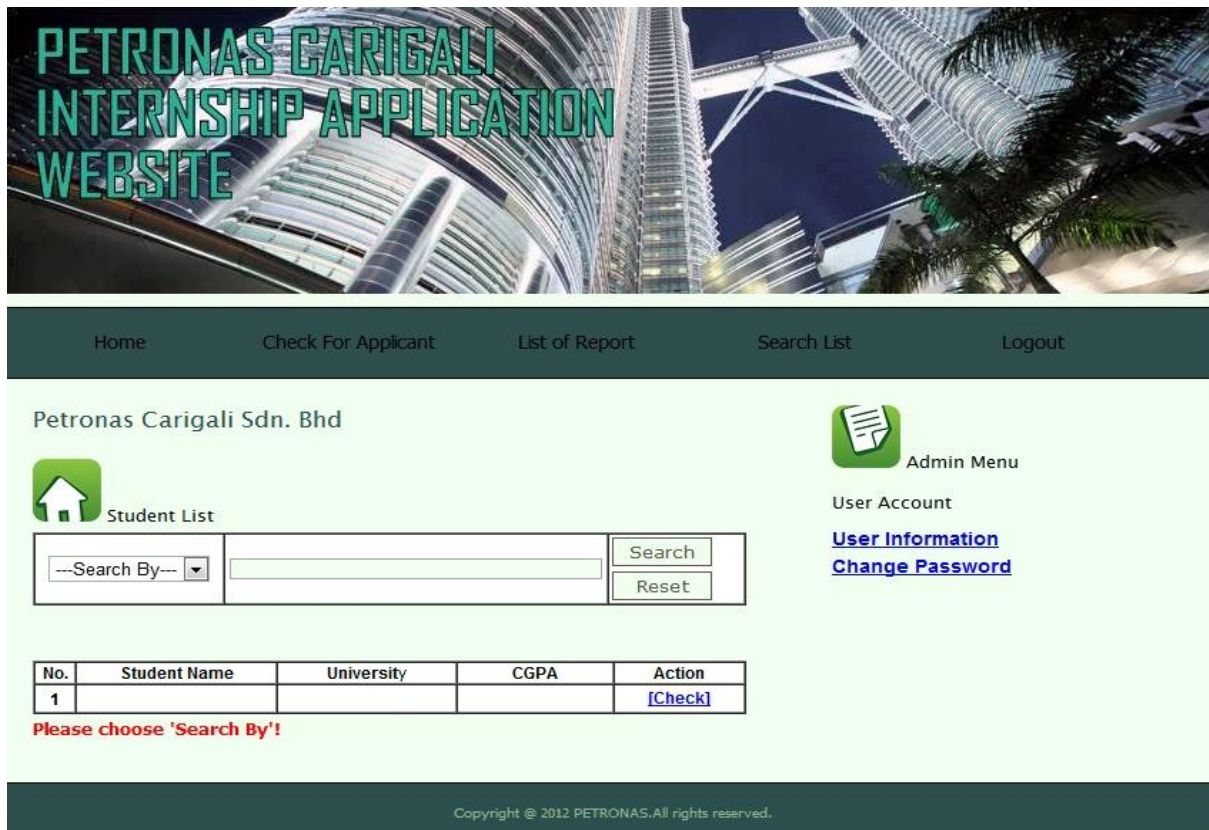 PETRONAS CARIGALI
INTERNSHIP APPLICATION
WEBSITE
Home Check For Applicant List of Report Search List Logout
Petronas Carigali Sdn. Bhd
Student List
---Search By---
Search
Reset
No. Student Name University CGPA Action
1 [Check]
Please choose 'Search By'!
Admin Menu
User Account
User Information
Change Password
Copyright @ 2012 PETRONAS.All rights reserved.